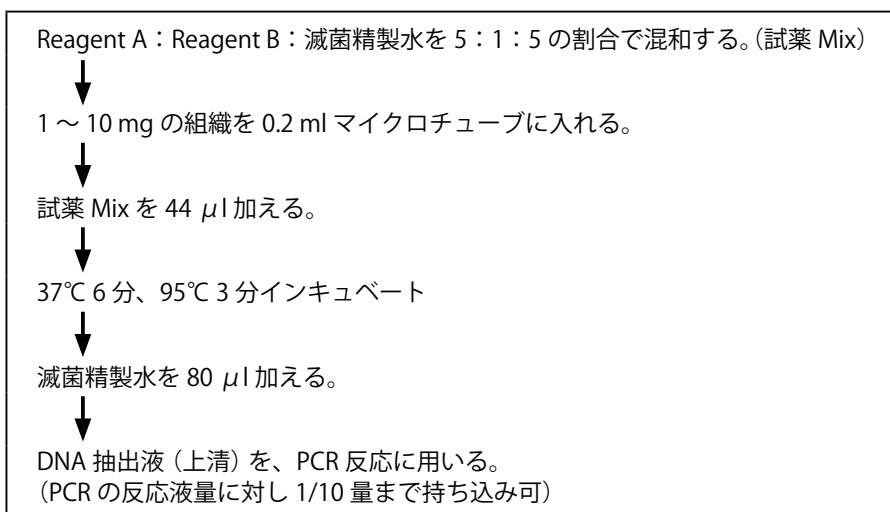 Reagent A：Reagent B：滅菌精製水を 5：1：5 の割合で混和する。（試薬 Mix）
1 ～ 10 mg の組織を 0.2 ml マイクロチューブに入れる。
試薬 Mix を 44 μl 加える。
37℃ 6 分、95℃ 3 分インキュベート
滅菌精製水を 80 μl 加える。
DNA 抽出液（上清）を、PCR 反応に用いる。
（PCR の反応液量に対し 1/10 量まで持ち込み可）